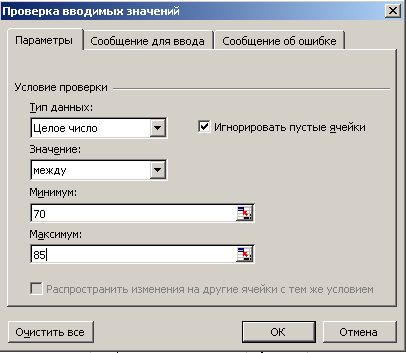 Проверка вводимых значений
Параметры
Сообщение для ввода
Сообщение об ошибке
Условие проверки
Тип данных:
Целое число
Игнорировать пустые ячейки
Значение:
между
Минимум:
70
Максимум:
85
Распространить изменения на другие ячейки с тем же условием
Очистить все
ОК
Отмена